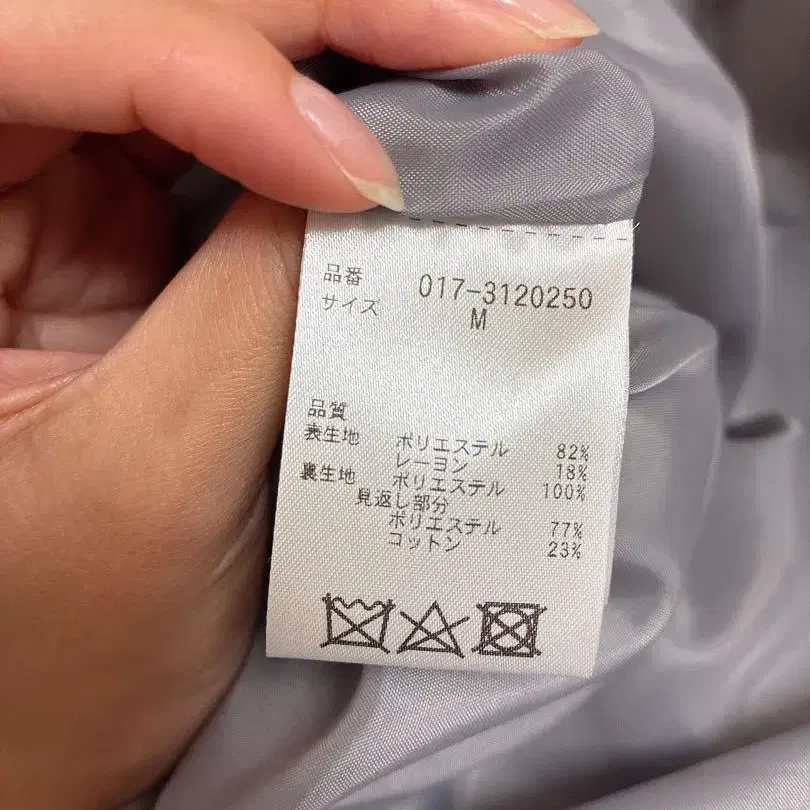 品番 017-3120250
サイズ M
品質
表生地 ポリエステル 82%
レーヨン 18%
裏生地 ポリエステル 100%
見返し部分
ポリエステル 77%
コットン 23%